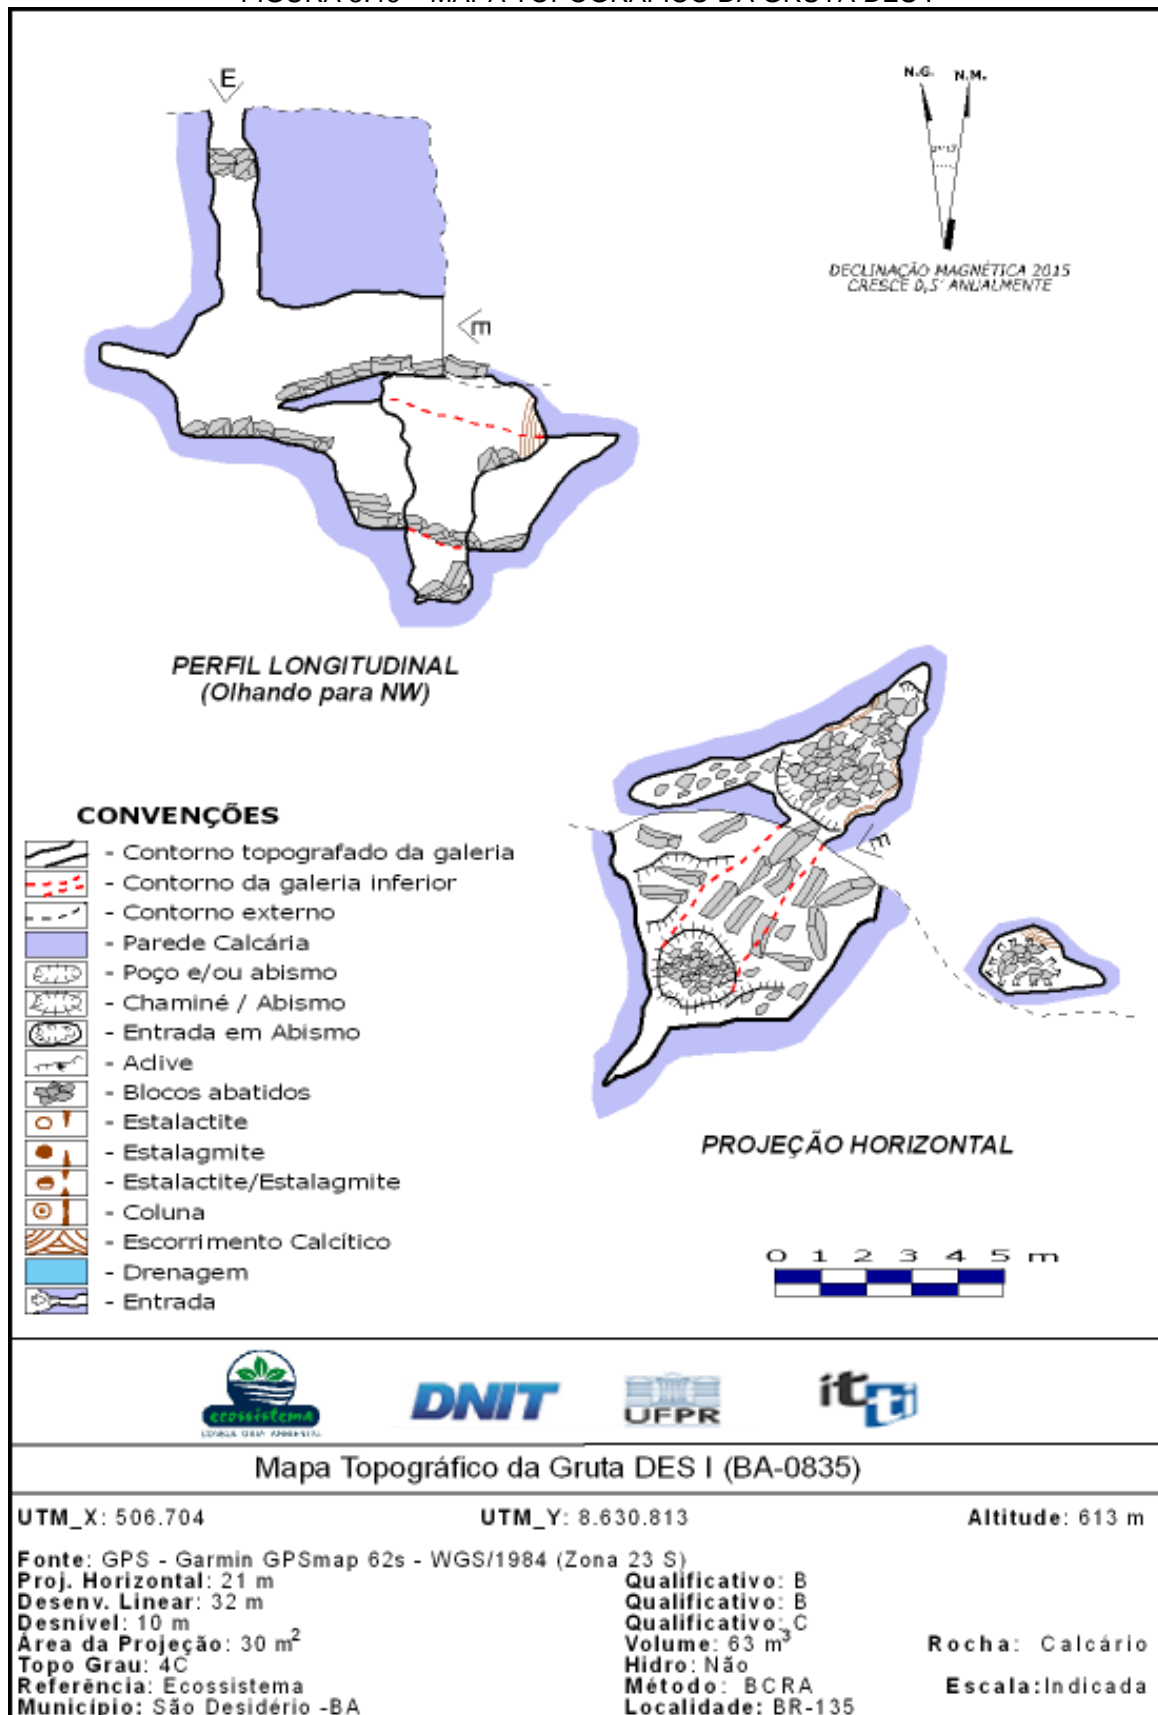 E
N.G. N.M.
DECLINAÇÃO MAGNÉTICA 2015
CRESCE 0,5' ANUALMENTE
E
PERFIL LONGITUDINAL
(Olhando para NW)
E
CONVENÇÕES
- Contorno topografado da galeria
- Contorno da galeria inferior
- Contorno externo
- Parede Calcária
- Poço e/ou abismo
- Chaminé / Abismo
- Entrada em Abismo
- Aclive
- Blocos abatidos
- Estalactite
- Estalagmite
- Estalactite/Estalagmite
- Coluna
- Escorrimento Calcítico
- Drenagem
- Entrada
PROJEÇÃO HORIZONTAL
0 1 2 3 4 5 m
ecossistema
DNIT
UFPR
itti
Mapa Topográfico da Gruta DES I (BA-0835)
UTM_X: 506.704 UTM_Y: 8.630.813 Altitude: 613 m
Fonte: GPS - Garmin GPSmap 62s - WGS/1984 (Zona 23 S)
Proj. Horizontal: 21 m Qualificativo: B
Desenv. Linear: 32 m Qualificativo: B
Desnível: 10 m Qualificativo: C
Área da Projeção: 30 m² Volume: 63 m³ Rocha: Calcário
Topo Grau: 4C Hidro: Não
Referência: Ecossistema Método: BCRA Escala:Indicada
Município: São Desidério -BA Localidade: BR-135